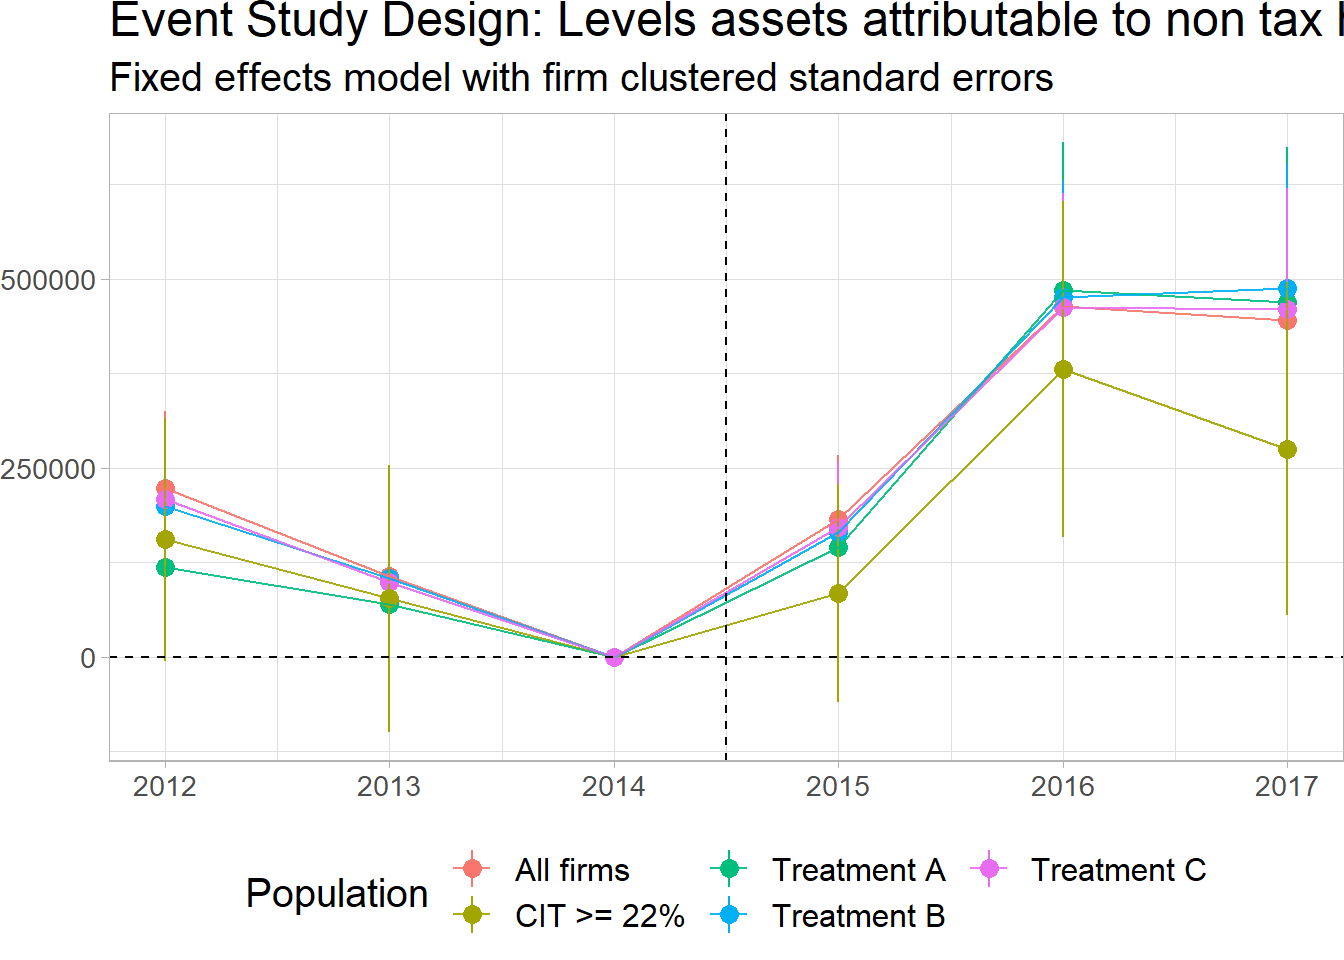 Event Study Design: Levels assets attributable to non tax
Fixed effects model with firm clustered standard errors
500000
250000
0
2012 2013 2014 2015 2016 2017
Population
All firms
CIT >= 22%
Treatment A
Treatment B
Treatment C